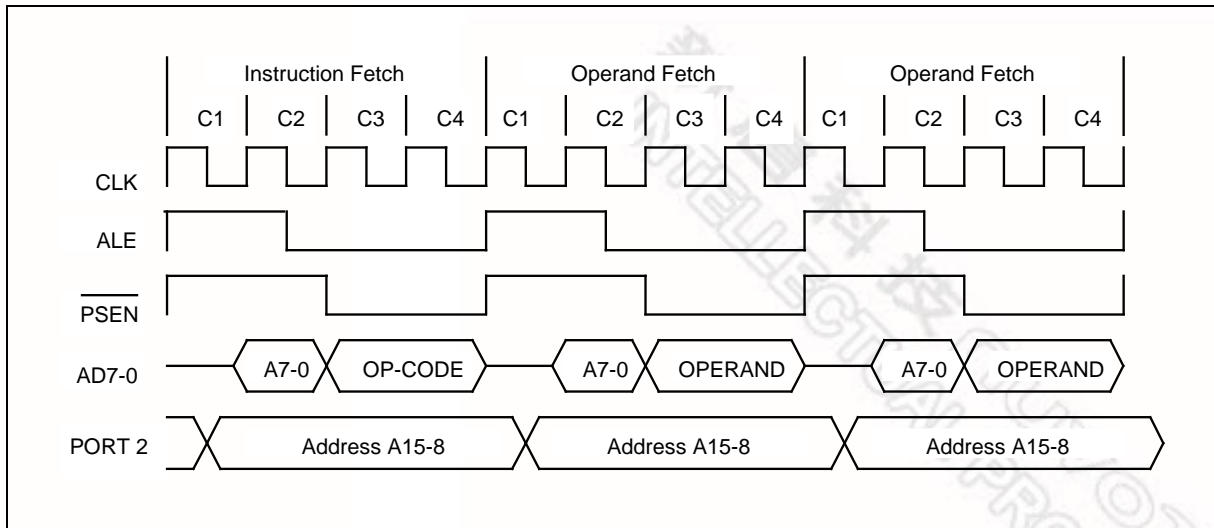 Instruction Fetch Operand Fetch Operand Fetch
C1 C2 C3 C4 C1 C2 C3 C4 C1 C2 C3 C4
CLK
ALE
PSEN
AD7-0 A7-0 OP-CODE A7-0 OPERAND A7-0 OPERAND
PORT 2 Address A15-8 Address A15-8 Address A15-8
INTELLECTUAL